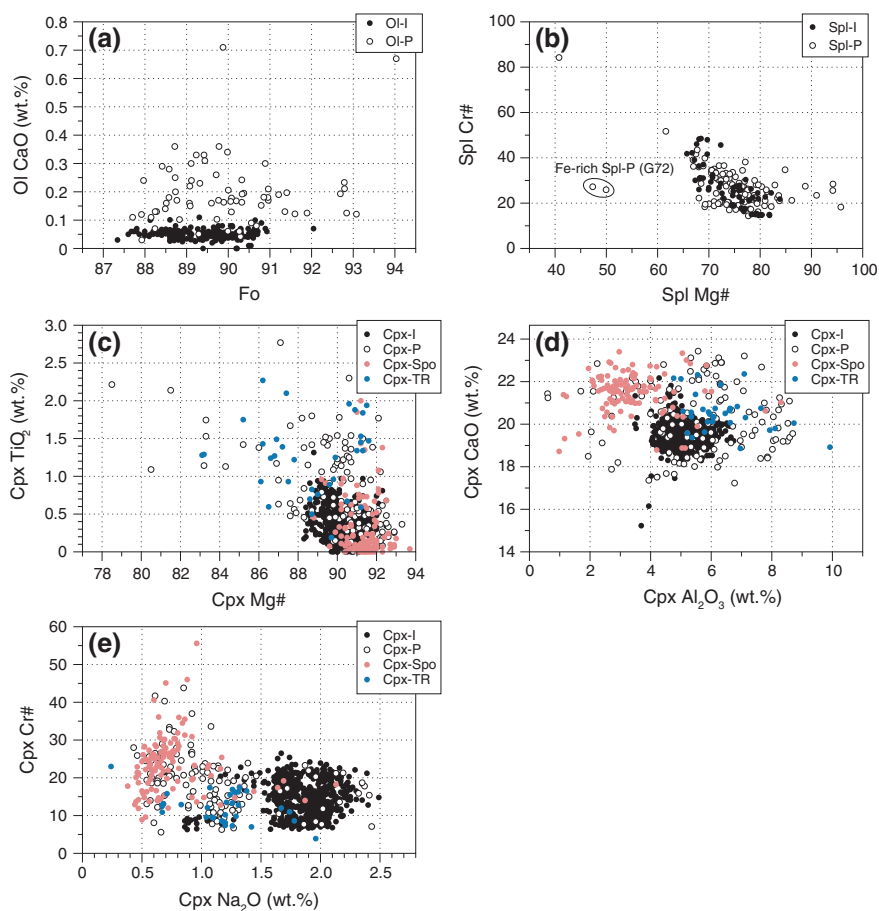 (a)
Ol-I
Ol-P
0.8
0.7
0.6
0.5
0.4
0.3
0.2
0.1
0
Ol CaO (wt.%)
87 88 89 90 91 92 93 94
Fo
(b)
Spl-I
Spl-P
100
80
60
40
20
0
Spl Cr#
Fe-rich Spl-P (G72)
40 50 60 70 80 90 100
Spl Mg#
(c)
Cpx-I
Cpx-P
Cpx-Spo
Cpx-TR
3.0
2.5
2.0
1.5
1.0
0.5
0
Cpx TiO2 (wt.%)
78 80 82 84 86 88 90 92 94
Cpx Mg#
(d)
Cpx-I
Cpx-P
Cpx-Spo
Cpx-TR
24
22
20
18
16
14
Cpx CaO (wt.%)
0 2 4 6 8 10
Cpx Al2O3 (wt.%)
(e)
Cpx-I
Cpx-P
Cpx-Spo
Cpx-TR
60
50
40
30
20
10
0
Cpx Cr#
0 0.5 1.0 1.5 2.0 2.5
Cpx Na2O (wt.%)